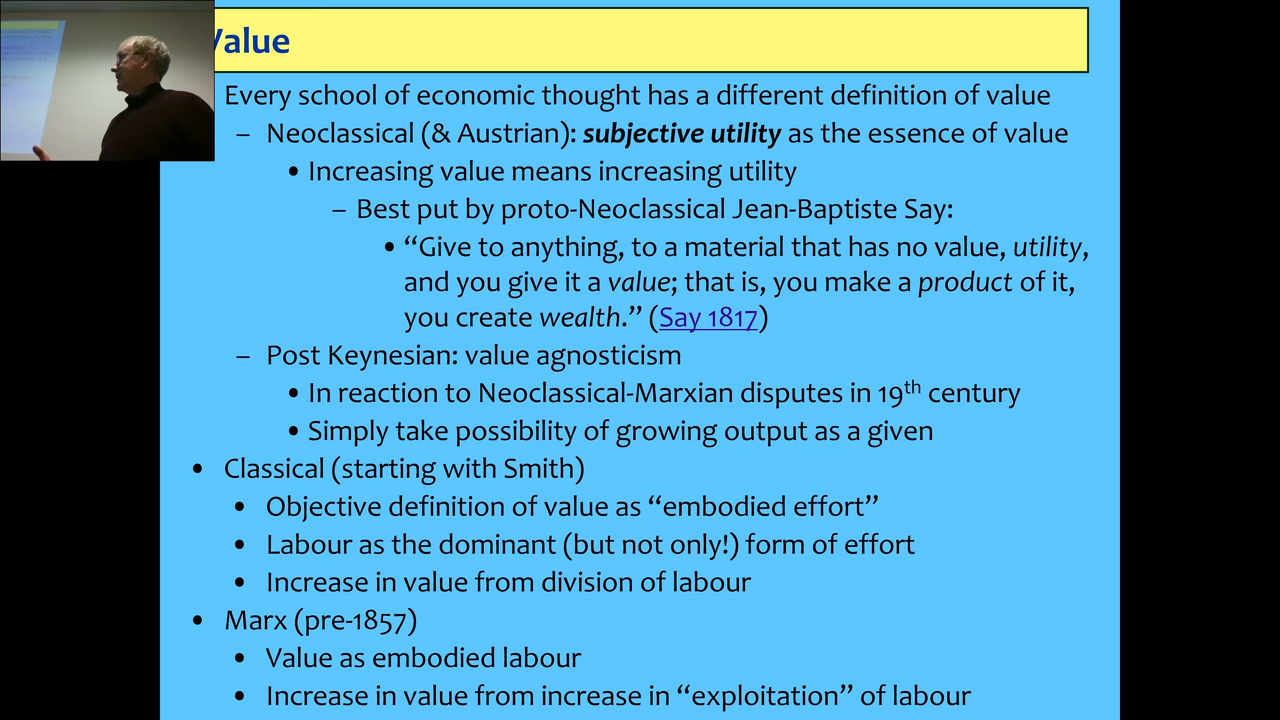 Value
Every school of economic thought has a different definition of value
– Neoclassical (& Austrian): subjective utility as the essence of value
• Increasing value means increasing utility
– Best put by proto-Neoclassical Jean-Baptiste Say:
• “Give to anything, to a material that has no value, utility,
and you give it a value; that is, you make a product of it,
you create wealth.” (Say 1817)
– Post Keynesian: value agnosticism
• In reaction to Neoclassical-Marxian disputes in 19th century
• Simply take possibility of growing output as a given
• Classical (starting with Smith)
• Objective definition of value as “embodied effort”
• Labour as the dominant (but not only!) form of effort
• Increase in value from division of labour
• Marx (pre-1857)
• Value as embodied labour
• Increase in value from increase in “exploitation” of labour